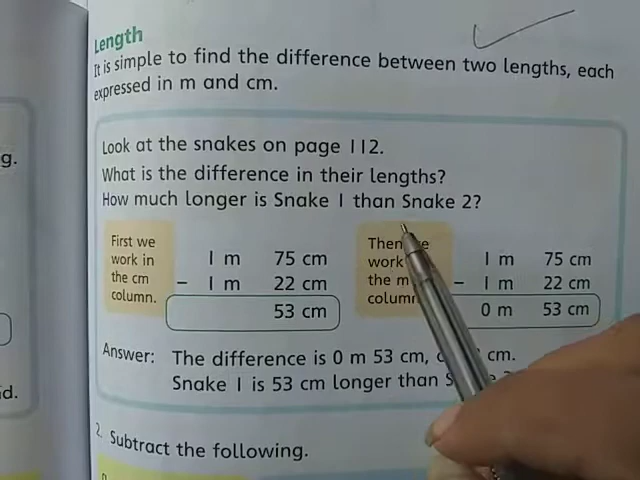 Length
It is simple to find the difference between two lengths, each
expressed in m and cm.
g.
Look at the snakes on page 112.
What is the difference in their lengths?
How much longer is Snake 1 than Snake 2?
First we
work in
the cm
column.
1 m 75 cm
– 1 m 22 cm
53 cm
Then we
work
the m
column
1 m 75 cm
– 1 m 22 cm
0 m 53 cm
Answer: The difference is 0 m 53 cm, cm.
Snake 1 is 53 cm longer than
id.
2. Subtract the following.